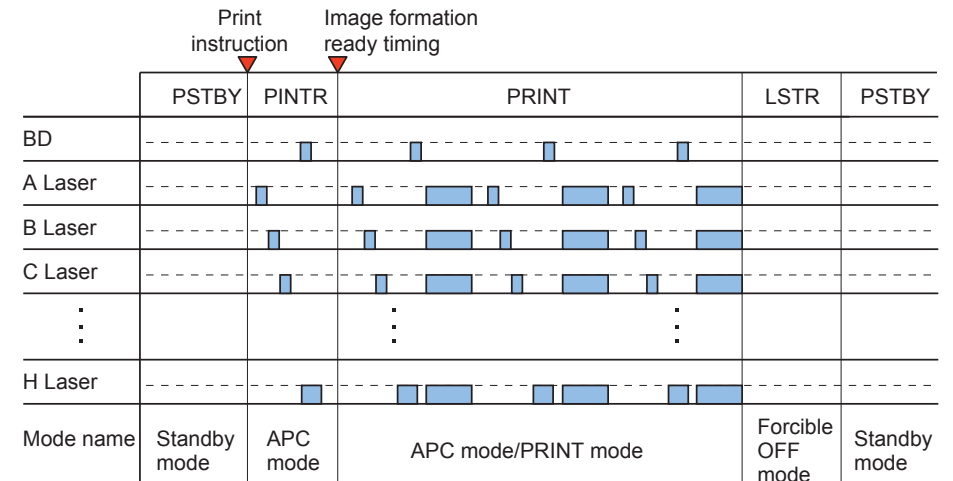 Print
instruction
Image formation
ready timing
PSTBY PINTR PRINT LSTR PSTBY
BD
A Laser
B Laser
C Laser
H Laser
Mode name
Standby
mode
APC
mode
APC mode/PRINT mode
Forcible
OFF
mode
Standby
mode